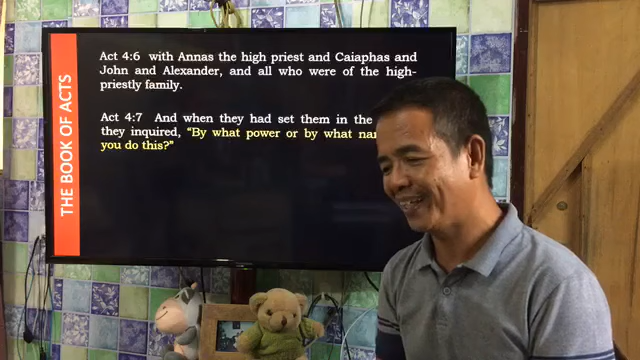 THE BOOK OF ACTS
Act 4:6 with Annas the high priest and Caiaphas and
John and Alexander, and all who were of the high-
priestly family.
Act 4:7 And when they had set them in the
they inquired, “By what power or by what
you do this?”